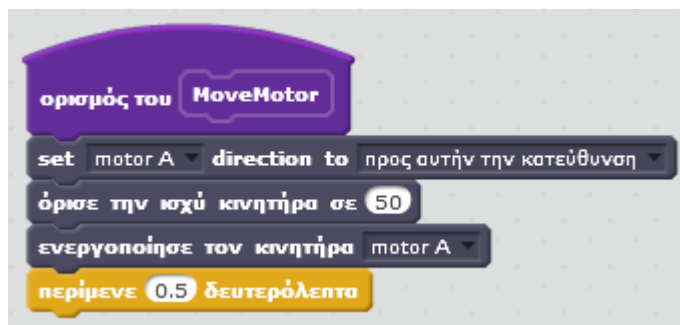 ορισμός του MoveMotor
set motor A direction to προς αυτήν την κατεύθυνση
όρισε την ισχύ κινητήρα σε 50
ενεργοποίησε τον κινητήρα motor A
περίμενε 0.5 δευτερόλεπτα